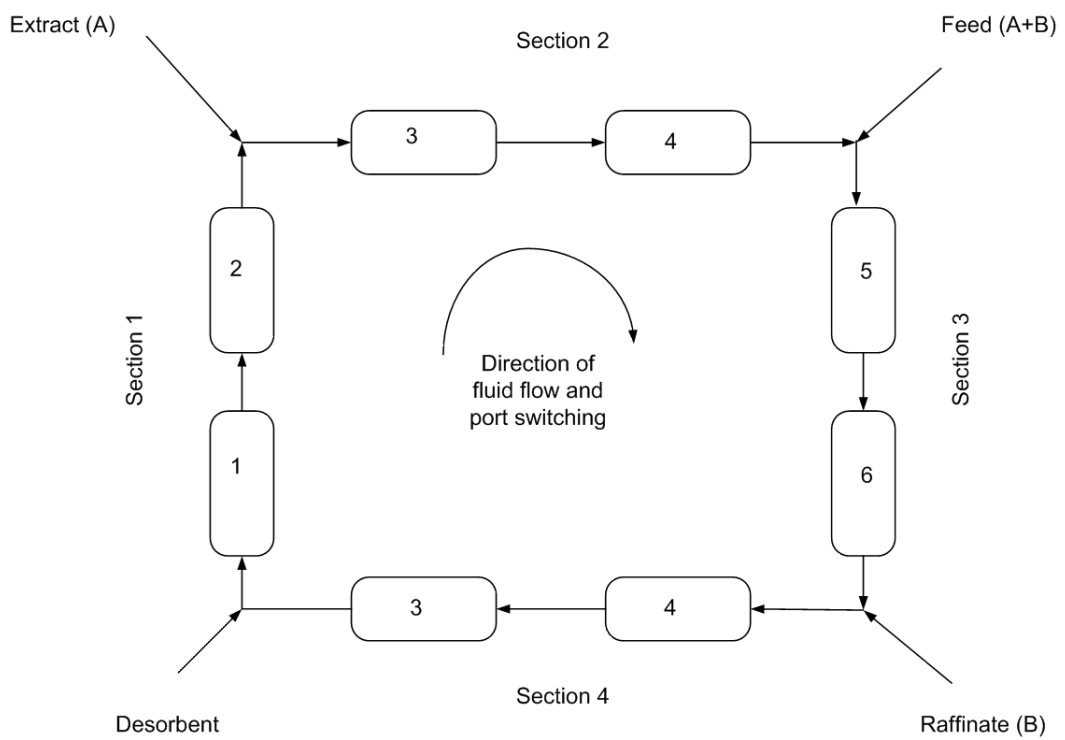 Extract (A)
Section 2
Feed (A+B)
3
4
2
5
Section 1
Direction of
fluid flow and
port switching
Section 3
1
6
3
4
Section 4
Desorbent
Raffinate (B)